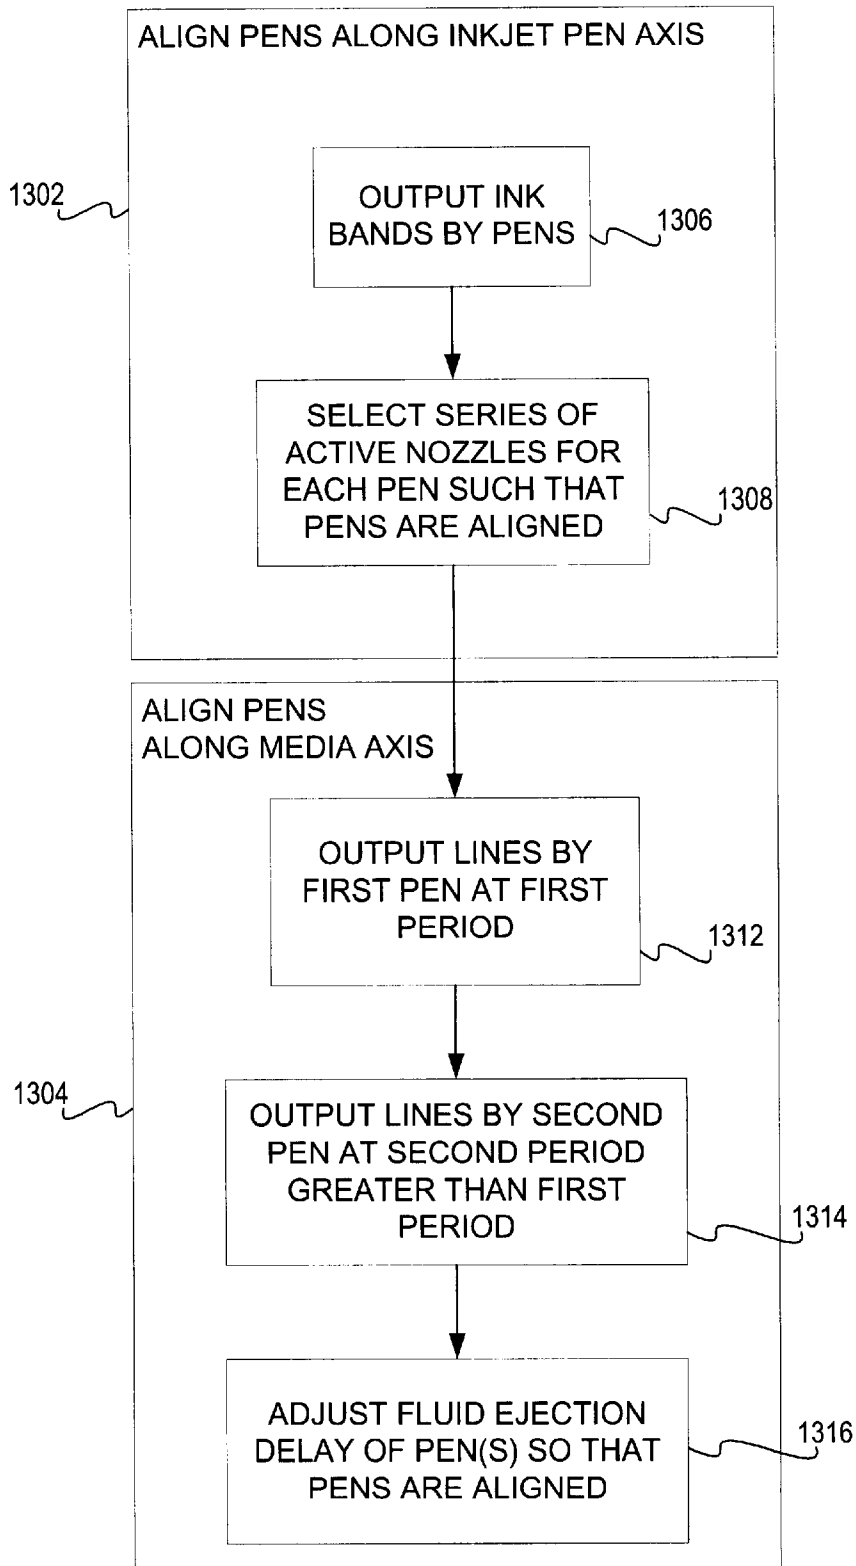 ALIGN PENS ALONG INKJET PEN AXIS
1302
OUTPUT INK
BANDS BY PENS
1306
SELECT SERIES OF
ACTIVE NOZZLES FOR
EACH PEN SUCH THAT
PENS ARE ALIGNED
1308
ALIGN PENS
ALONG MEDIA AXIS
OUTPUT LINES BY
FIRST PEN AT FIRST
PERIOD
1312
1304
OUTPUT LINES BY SECOND
PEN AT SECOND PERIOD
GREATER THAN FIRST
PERIOD
1314
ADJUST FLUID EJECTION
DELAY OF PEN(S) SO THAT
PENS ARE ALIGNED
1316